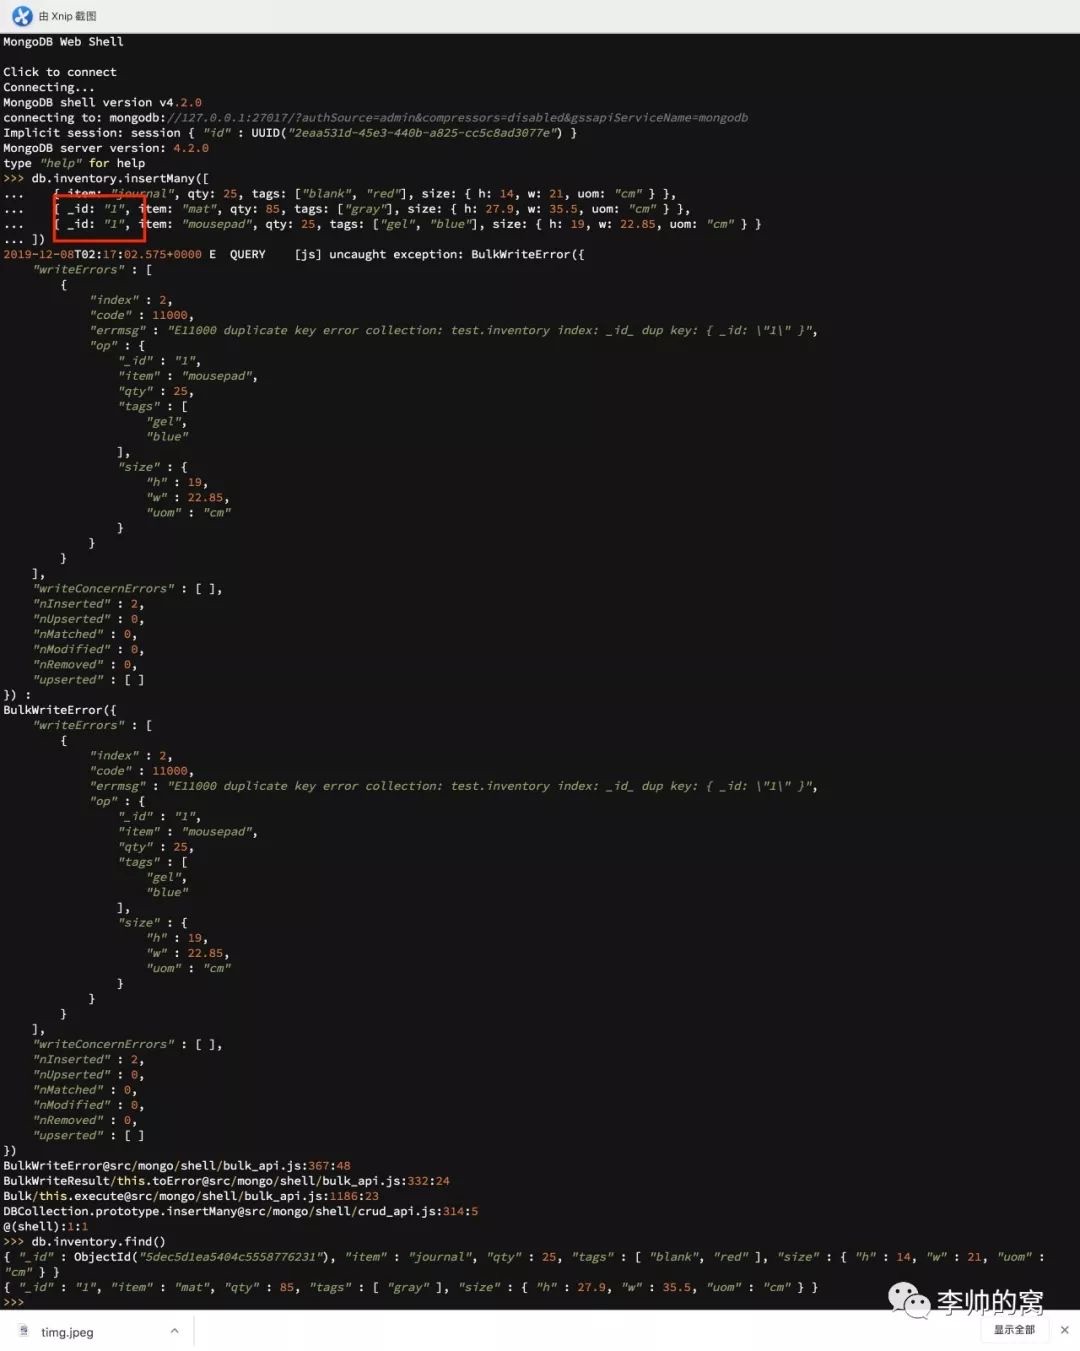 由 Xnip 截图
MongoDB Web Shell
Click to connect
Connecting...
MongoDB shell version v4.2.0
connecting to: mongodb://127.0.0.1:27017/?authSource=admin&compressors=disabled&gssapiServiceName=mongodb
Implicit session: session { "id" : UUID("2eaa531d-45e3-440b-a825-cc5c8ad3077e") }
MongoDB server version: 4.2.0
type "help" for help
>>> db.inventory.insertMany([
... { item: "journal", qty: 25, tags: ["blank", "red"], size: { h: 14, w: 21, uom: "cm" } },
... { _id: "1", item: "mat", qty: 85, tags: ["gray"], size: { h: 27.9, w: 35.5, uom: "cm" } },
... { _id: "1", item: "mousepad", qty: 25, tags: ["gel", "blue"], size: { h: 19, w: 22.85, uom: "cm" } }
... ])
2019-12-08T02:17:02.575+0000 E  QUERY    [js] uncaught exception: BulkWriteError({
"writeErrors" : [
{
"index" : 2,
"code" : 11000,
"errmsg" : "E11000 duplicate key error collection: test.inventory index: _id_ dup key: { _id: \"1\" }",
"op" : {
"_id" : "1",
"item" : "mousepad",
"qty" : 25,
"tags" : [
"gel",
"blue"
],
"size" : {
"h" : 19,
"w" : 22.85,
"uom" : "cm"
}
}
}
],
"writeConcernErrors" : [ ],
"nInserted" : 2,
"nUpserted" : 0,
"nMatched" : 0,
"nModified" : 0,
"nRemoved" : 0,
"upserted" : [ ]
}) :
BulkWriteError({
"writeErrors" : [
{
"index" : 2,
"code" : 11000,
"errmsg" : "E11000 duplicate key error collection: test.inventory index: _id_ dup key: { _id: \"1\" }",
"op" : {
"_id" : "1",
"item" : "mousepad",
"qty" : 25,
"tags" : [
"gel",
"blue"
],
"size" : {
"h" : 19,
"w" : 22.85,
"uom" : "cm"
}
}
}
],
"writeConcernErrors" : [ ],
"nInserted" : 2,
"nUpserted" : 0,
"nMatched" : 0,
"nModified" : 0,
"nRemoved" : 0,
"upserted" : [ ]
})
BulkWriteError@src/mongo/shell/bulk_api.js:367:48
BulkWriteResult/this.toError@src/mongo/shell/bulk_api.js:332:24
Bulk/this.execute@src/mongo/shell/bulk_api.js:1186:23
DBCollection.prototype.insertMany@src/mongo/shell/crud_api.js:314:5
@(shell):1:1
>>> db.inventory.find()
{ "_id" : ObjectId("5dec5d1ea5404c5558776231"), "item" : "journal", "qty" : 25, "tags" : [ "blank", "red" ], "size" : { "h" : 14, "w" : 21, "uom" :
"cm" } }
{ "_id" : "1", "item" : "mat", "qty" : 85, "tags" : [ "gray" ], "size" : { "h" : 27.9, "w" : 35.5, "uom" : "cm" } }
>>>
李帅的窝
timg.jpeg
显示全部